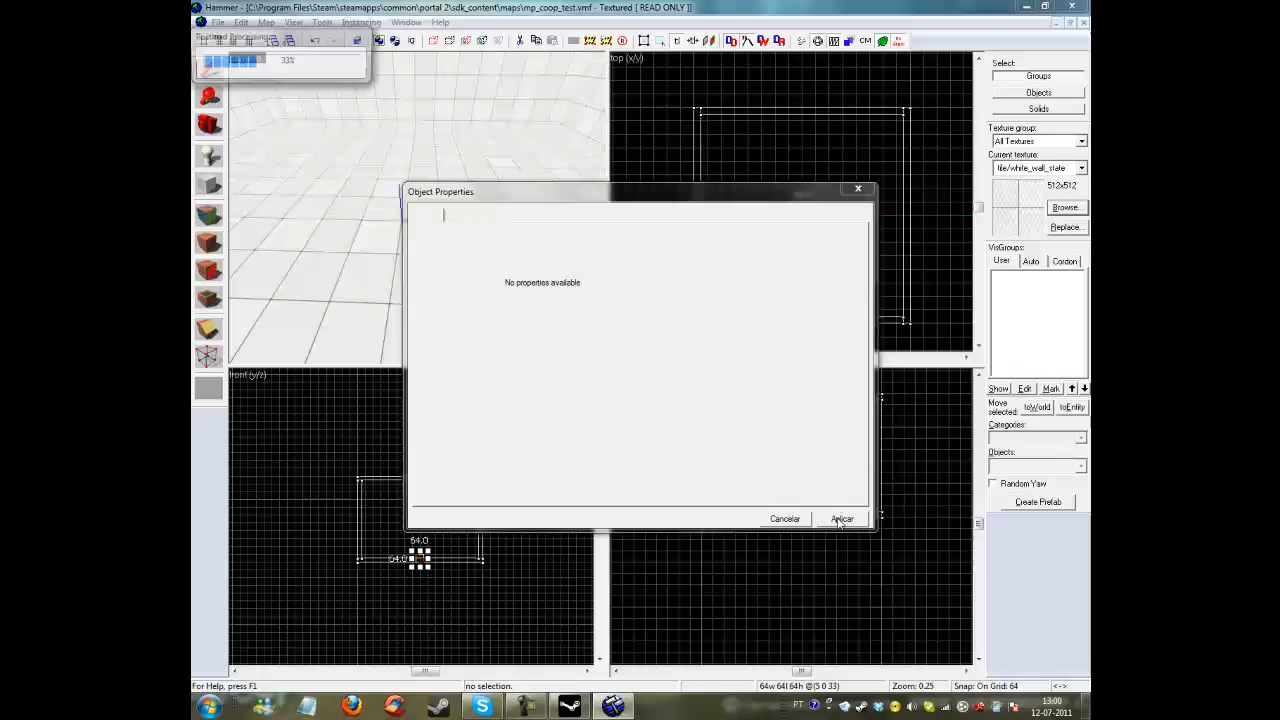 Hammer - [C:\Program Files\Steam\steamapps\common\portal 2\sdk_content\maps\mp_coop_test.vmf - Textured [ READ ONLY ]]
File Edit Map View Tools Instancing Window Help
33%
top (x/y)
Select:
Groups
Objects
Solids
Texture group:
All Textures
Current texture:
tile/white_wall_state
512x512
Browse...
Replace...
VisGroups:
User Auto Cordon
Show Edit Mark
Move selected:
toWorld toEntity
Categories:
Objects:
Random Yaw
Create Prefab
Object Properties
No properties available
Cancelar Aplicar
front (y/z)
64.0
64.0
For Help, press F1
no selection.
64w 64l 64h @(5 0 33)
Zoom: 0.25
Snap: On Grid: 64
<->
PT
13:00
12-07-2011